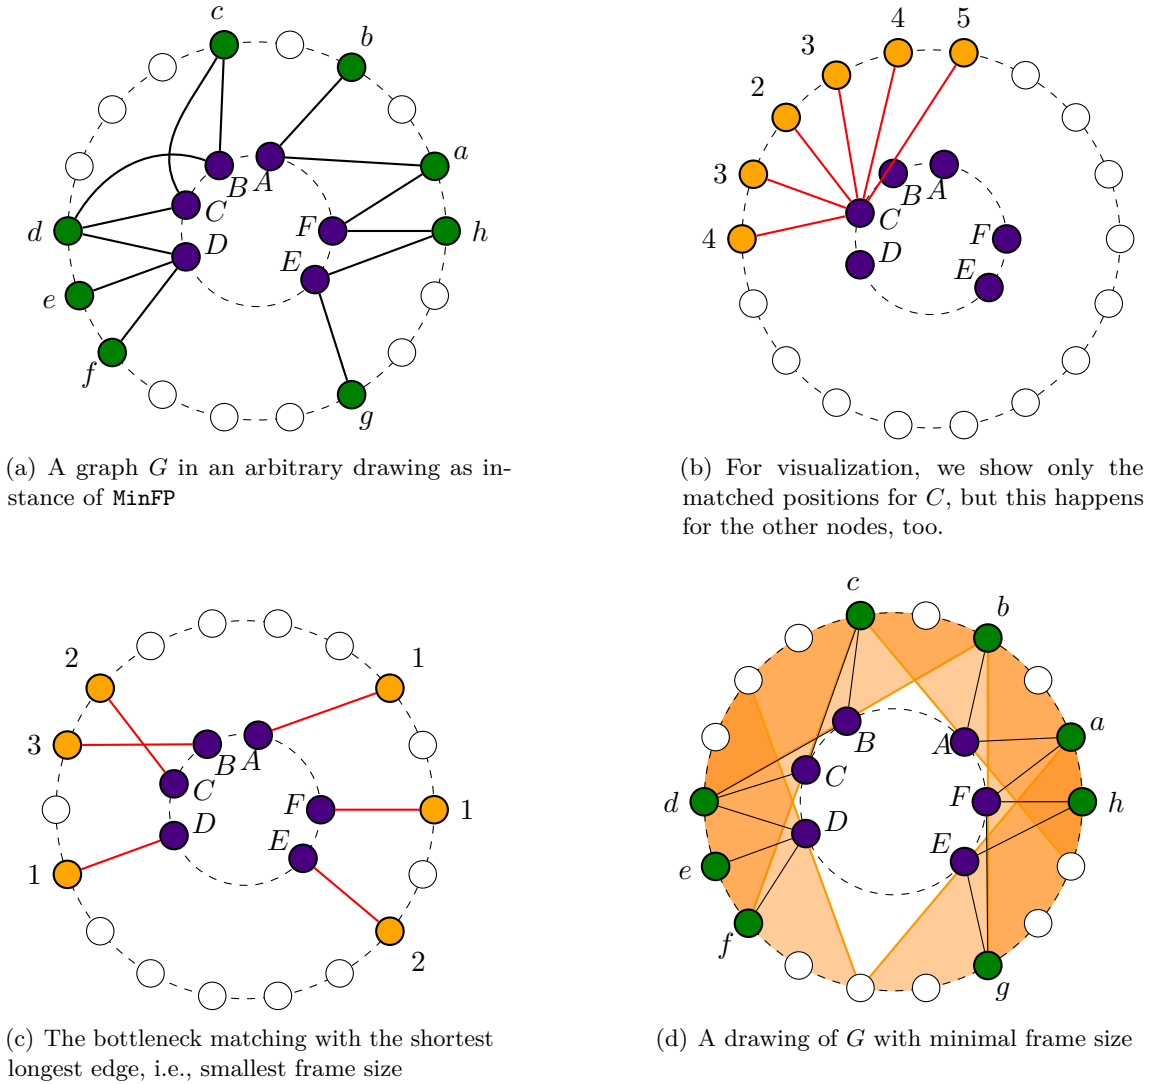 c
b
a
B
A
C
d
D
F
h
E
e
f
g
(a) A graph G in an arbitrary drawing as in-
stance of MinFP
4
5
3
2
3
B
A
C
4
D
F
E
(b) For visualization, we show only the
matched positions for C, but this happens
for the other nodes, too.
2
1
3
B
A
C
F
1
D
E
1
2
(c) The bottleneck matching with the shortest
longest edge, i.e., smallest frame size
c
b
a
B
A
C
d
F
h
D
E
e
f
g
(d) A drawing of G with minimal frame size